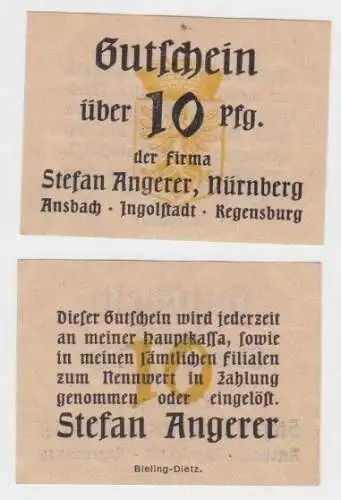 Gutschein
über 10 Pfg.
der Firma
Stefan Angerer, Nürnberg
Ansbach · Ingolstadt · Regensburg
Dieser Gutschein wird jederzeit
an meiner Hauptkassa, sowie
in meinen sämtlichen Filialen
zum Nennwert in Zahlung
genommen oder eingelöst.
10
Stefan Angerer
Bieling-Dietz.